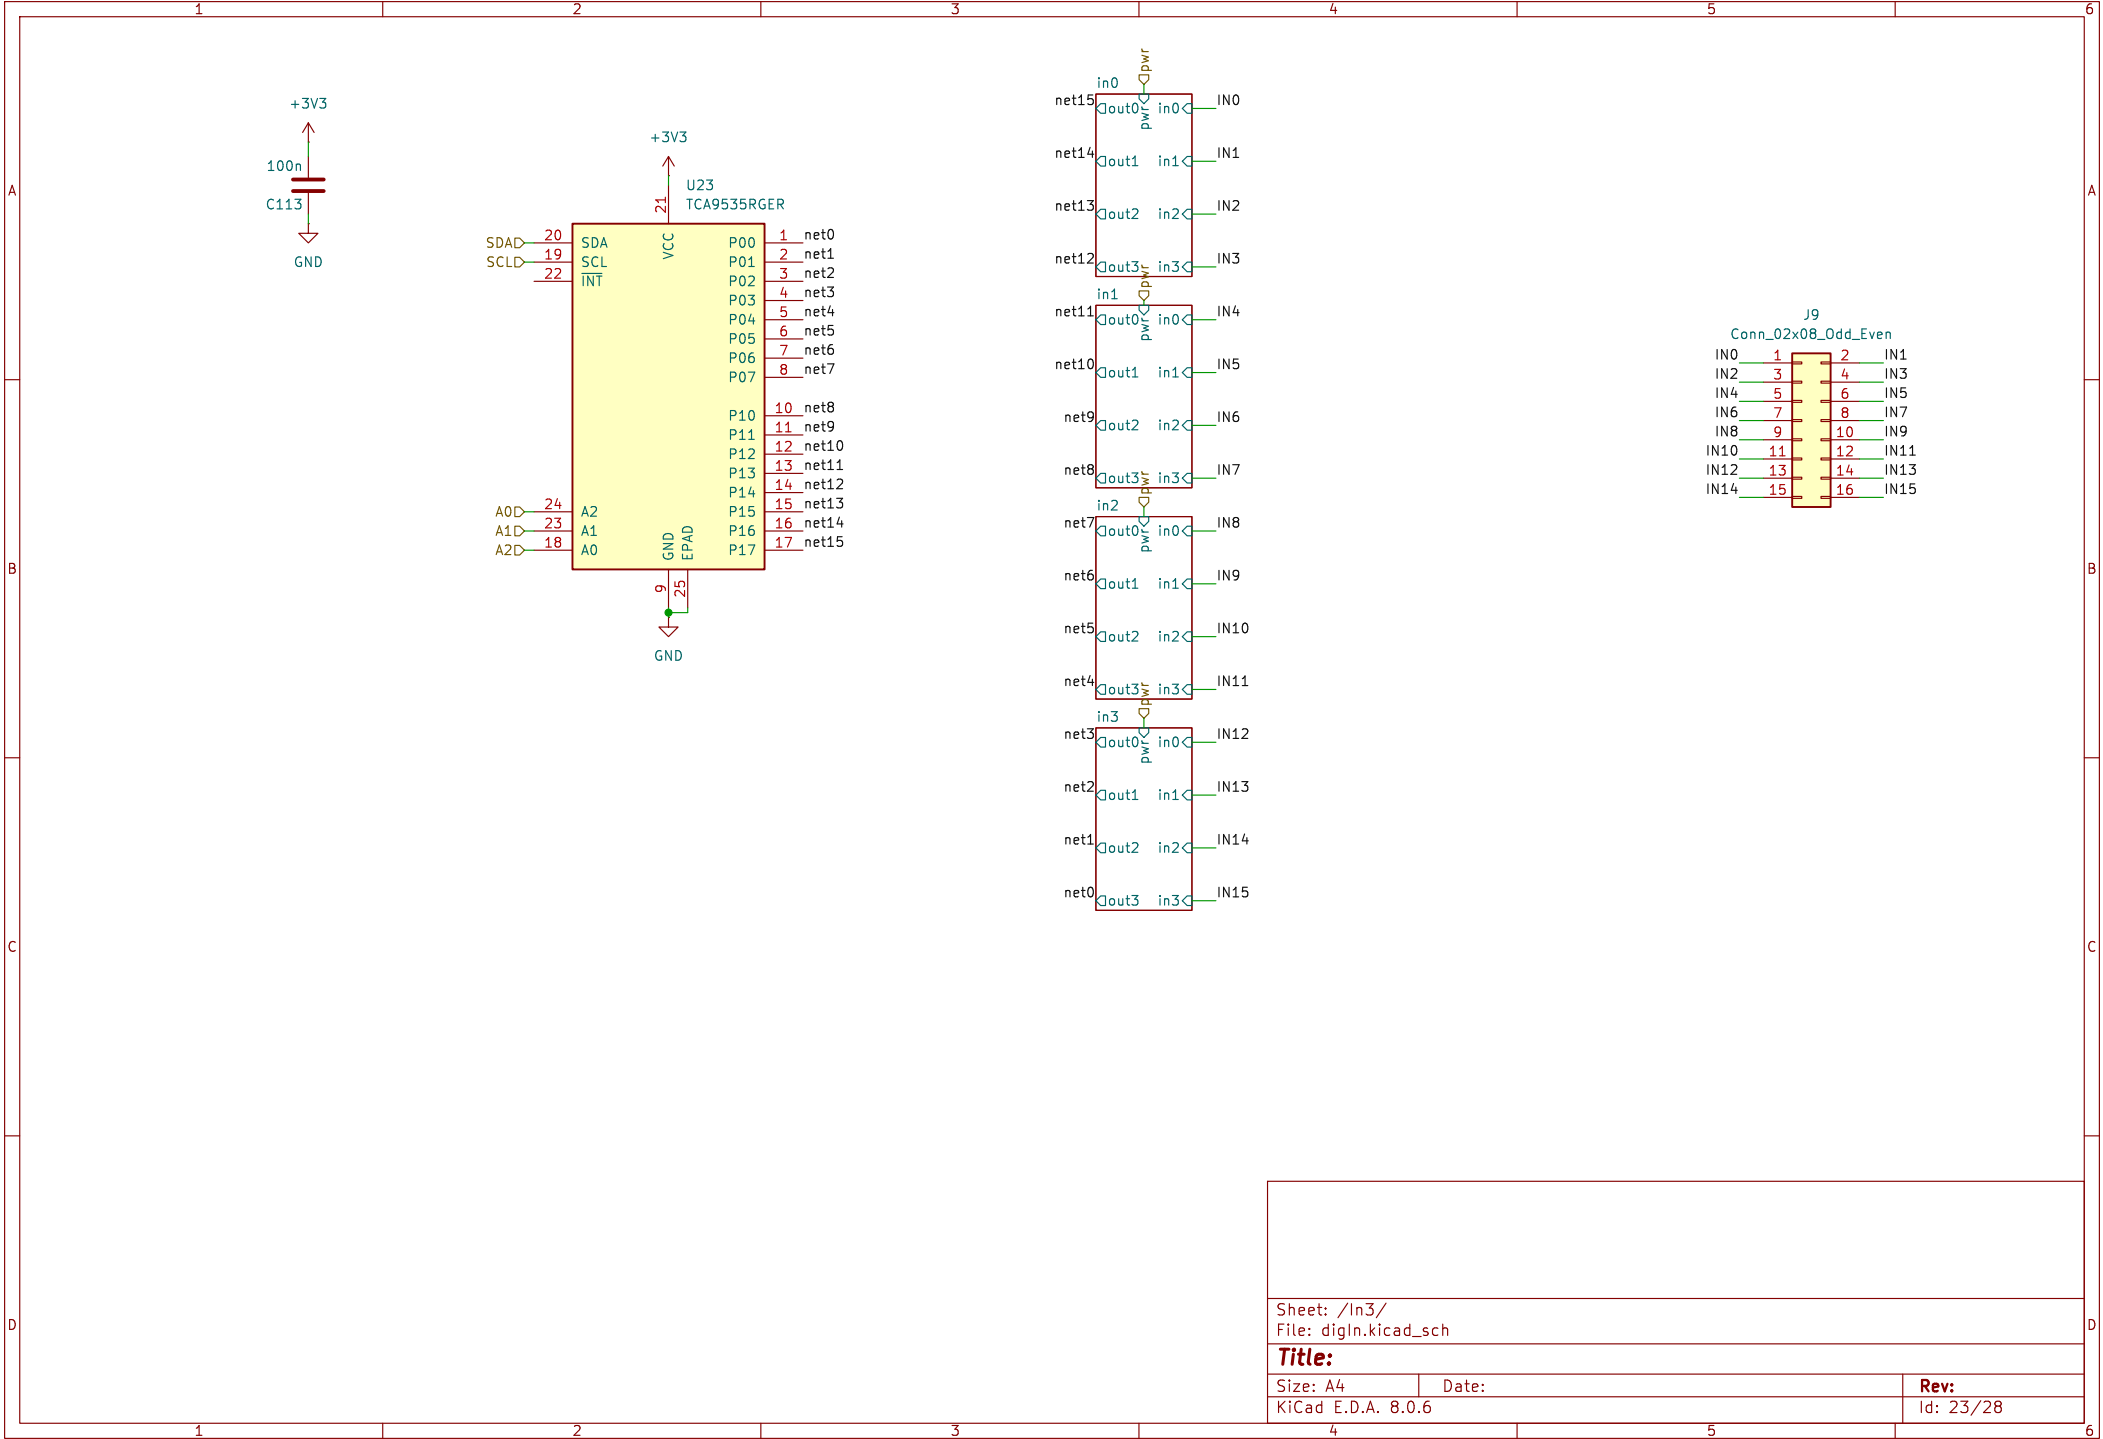 1 2 3 4 5 6
A
B
C
D
+3V3
100n
C113
GND
+3V3
U23
TCA9535RGER
21
VCC
SDA 20 SDA
SCL 19 SCL
22 INT
A0 24 A2
A1 23 A1
A2 18 A0
P00 1 net0
P01 2 net1
P02 3 net2
P03 4 net3
P04 5 net4
P05 6 net5
P06 7 net6
P07 8 net7
P10 10 net8
P11 11 net9
P12 12 net10
P13 13 net11
P14 14 net12
P15 15 net13
P16 16 net14
P17 17 net15
GND EPAD
9 25
GND
pwr
in0
pwr
net15 out0 in0 IN0
net14 out1 in1 IN1
net13 out2 in2 IN2
net12 out3 in3 IN3
pwr
in1
pwr
net11 out0 in0 IN4
net10 out1 in1 IN5
net9 out2 in2 IN6
net8 out3 in3 IN7
pwr
in2
pwr
net7 out0 in0 IN8
net6 out1 in1 IN9
net5 out2 in2 IN10
net4 out3 in3 IN11
pwr
in3
pwr
net3 out0 in0 IN12
net2 out1 in1 IN13
net1 out2 in2 IN14
net0 out3 in3 IN15
J9
Conn_02x08_Odd_Even
IN0 1 2 IN1
IN2 3 4 IN3
IN4 5 6 IN5
IN6 7 8 IN7
IN8 9 10 IN9
IN10 11 12 IN11
IN12 13 14 IN13
IN14 15 16 IN15
A
B
C
D
Sheet: /In3/
File: digIn.kicad_sch
Title:
Size: A4 Date: Rev:
KiCad E.D.A. 8.0.6 Id: 23/28
1 2 3 4 5 6